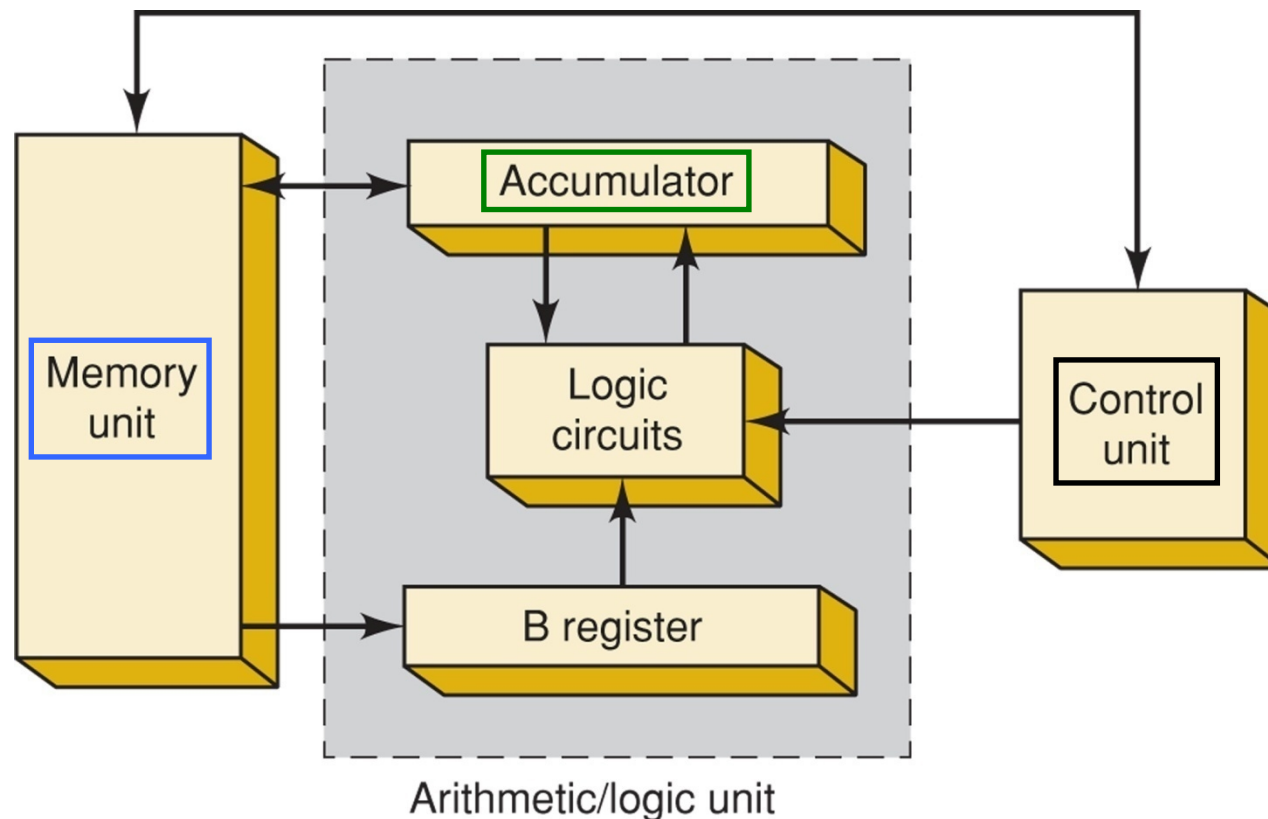 Accumulator
Memory
unit
Logic
circuits
Control
unit
B register
Arithmetic/logic unit